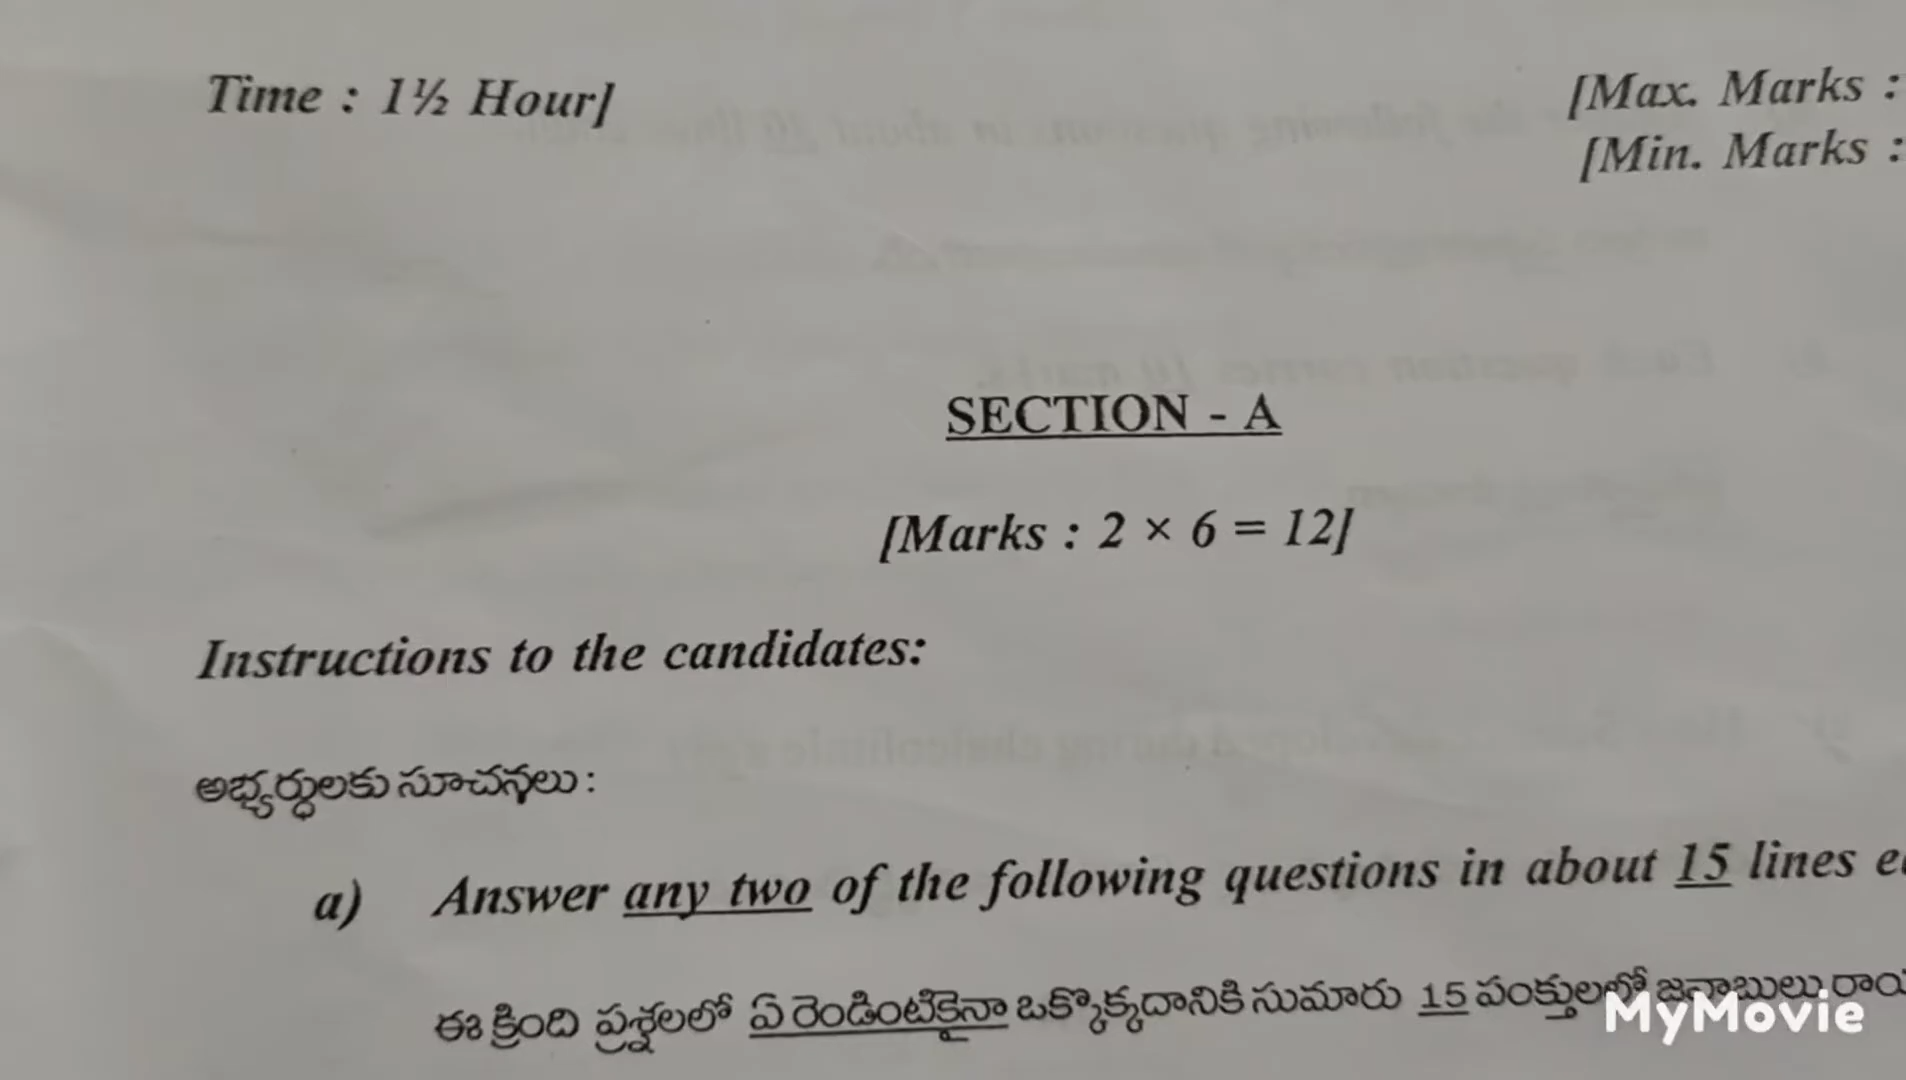 Time : 1½ Hour]
[Max. Marks :
[Min. Marks :
SECTION - A
[Marks : 2 × 6 = 12]
Instructions to the candidates:
అభ్యర్థులకు సూచనలు :
a) Answer any two of the following questions in about 15 lines
ఈ క్రింది ప్రశ్నలలో ఏ రెండింటికైనా ఒక్కొక్కదానికి సుమారు 15 పంక్తులలో జవాబులు
MyMovie